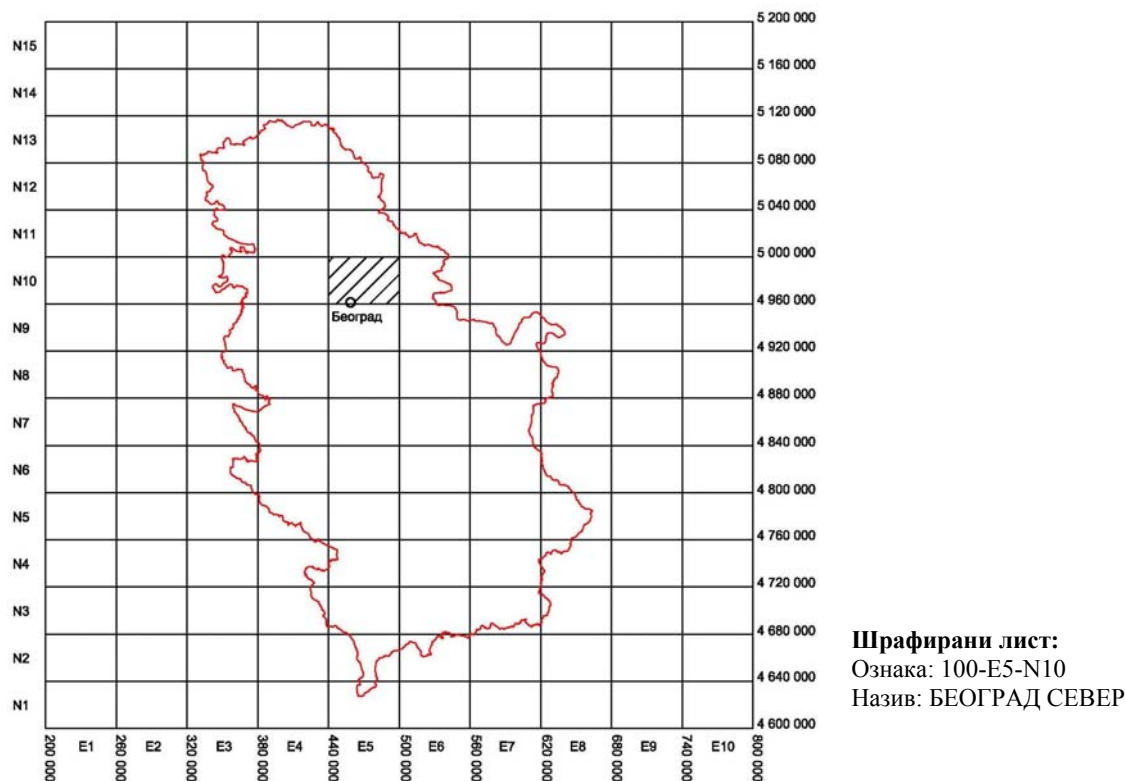 5 200 000
N15
5 160 000
N14
5 120 000
N13
5 080 000
N12
5 040 000
N11
5 000 000
N10
4 960 000
Београд
N9
4 920 000
N8
4 880 000
N7
4 840 000
N6
4 800 000
N5
4 760 000
N4
4 720 000
N3
4 680 000
N2
4 640 000
N1
4 600 000
200 000 E1 260 000 E2 320 000 E3 380 000 E4 440 000 E5 500 000 E6 560 000 E7 620 000 E8 680 000 E9 740 000 E10 800 000
Шрафирани лист:
Ознака: 100-E5-N10
Назив: БЕОГРАД СЕВЕР